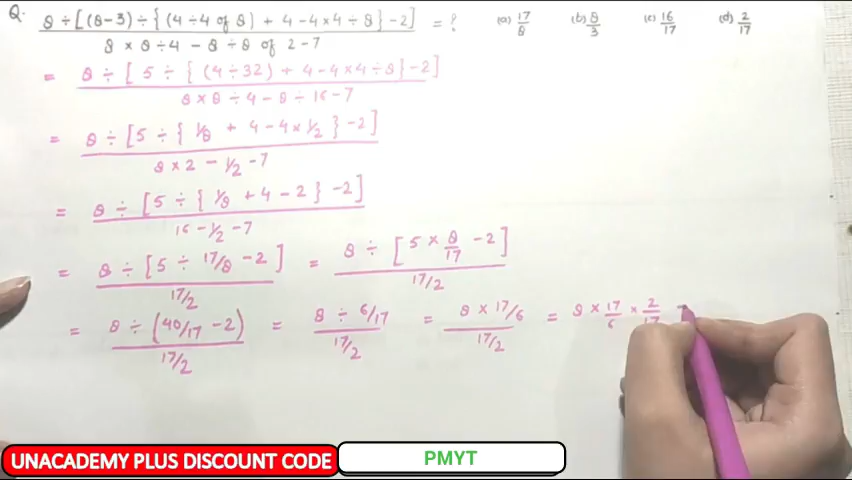 Q. 8 ÷ [(8-3) ÷ {(4 ÷ 4 of 8) + 4 - 4 × 4 ÷ 8} - 2] / 8 × 8 ÷ 4 - 8 ÷ 8 of 2 - 7 = ? (a) 17/8 (b) 8/3 (c) 16/17 (d) 2/17
= 8 ÷ [5 ÷ {(4 ÷ 32) + 4 - 4 × 4 ÷ 8} - 2] / 8 × 8 ÷ 4 - 8 ÷ 16 - 7
= 8 ÷ [5 ÷ {1/8 + 4 - 4 × 1/2} - 2] / 8 × 2 - 1/2 - 7
= 8 ÷ [5 ÷ {1/8 + 4 - 2} - 2] / 16 - 1/2 - 7
= 8 ÷ [5 ÷ 17/8 - 2] / 17/2 = 8 ÷ [5 × 8/17 - 2] / 17/2
= 8 ÷ (40/17 - 2) / 17/2 = 8 ÷ 6/17 / 17/2 = 8 × 17/6 / 17/2 = 8 × 17/6 × 2/17
UNACADEMY PLUS DISCOUNT CODE PMYT